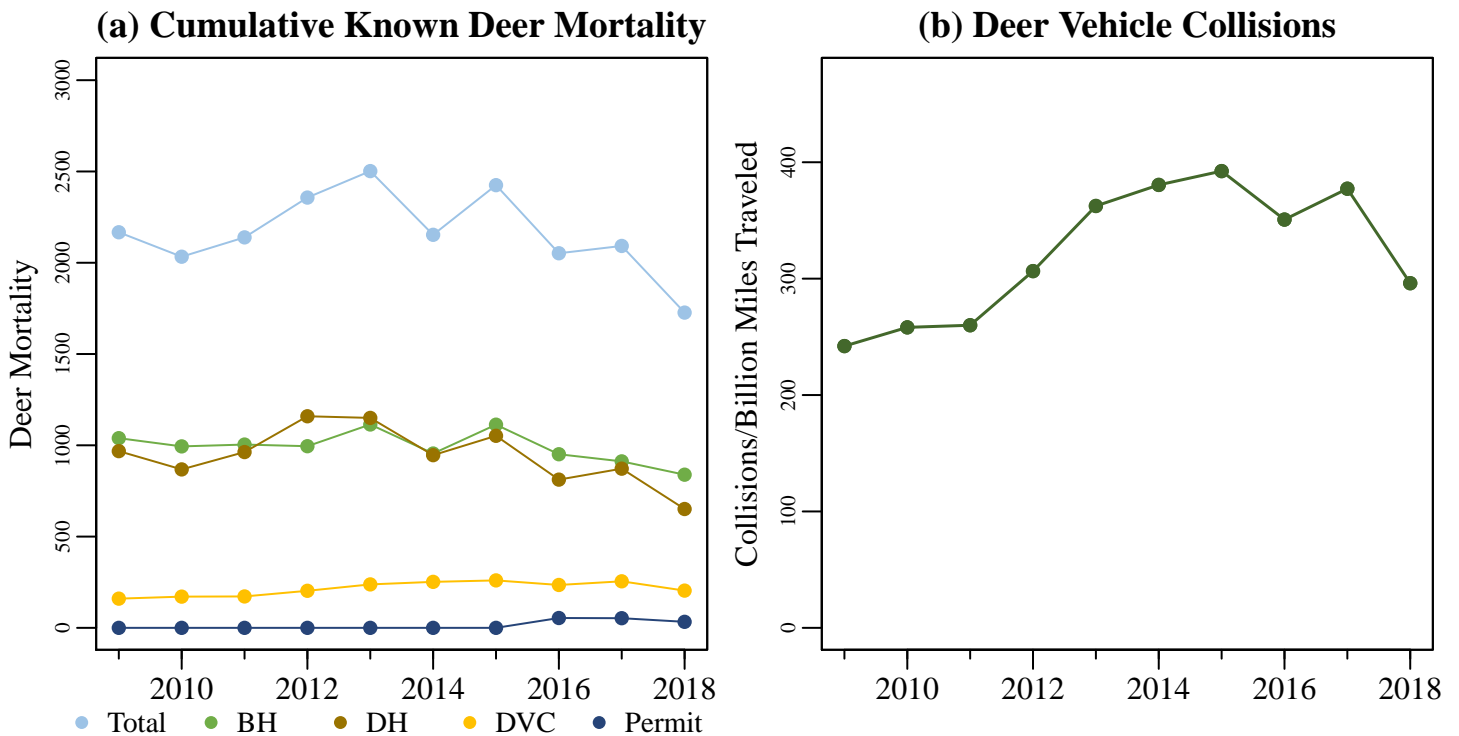 (a) Cumulative Known Deer Mortality
Deer Mortality
3000
2500
2000
1500
1000
500
0
2010 2012 2014 2016 2018
Total BH DH DVC Permit
(b) Deer Vehicle Collisions
Collisions/Billion Miles Traveled
400
300
200
100
0
2010 2012 2014 2016 2018